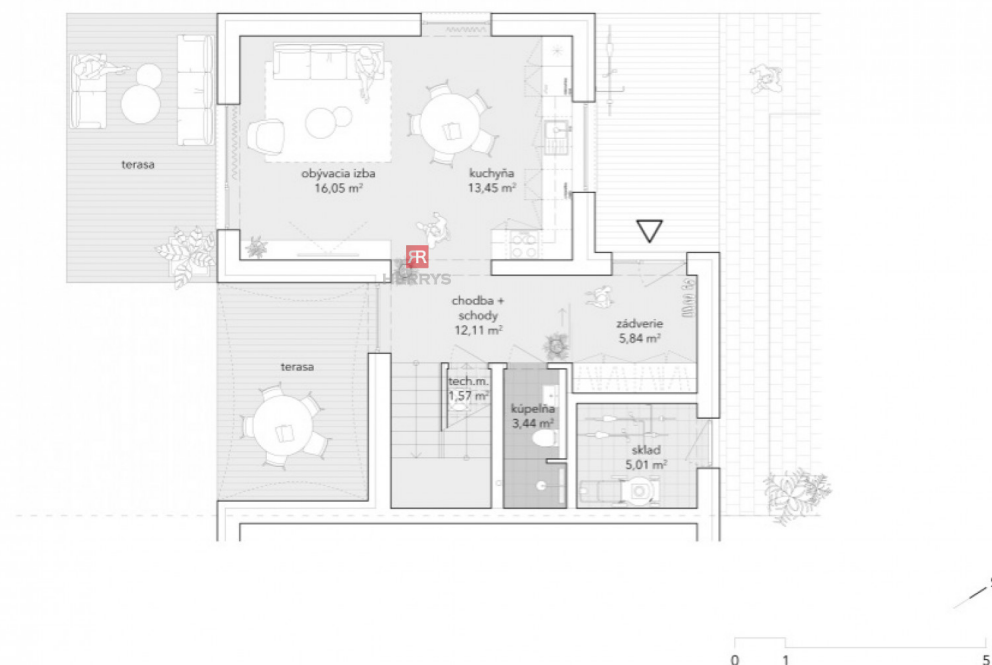 terasa
obývacia izba
16,05 m²
kuchyňa
13,45 m²
HERRYS
chodba +
schody
12,11 m²
zádverie
5,84 m²
terasa
tech.m.
1,57 m²
kúpeľňa
3,44 m²
sklad
5,01 m²
0 1 5